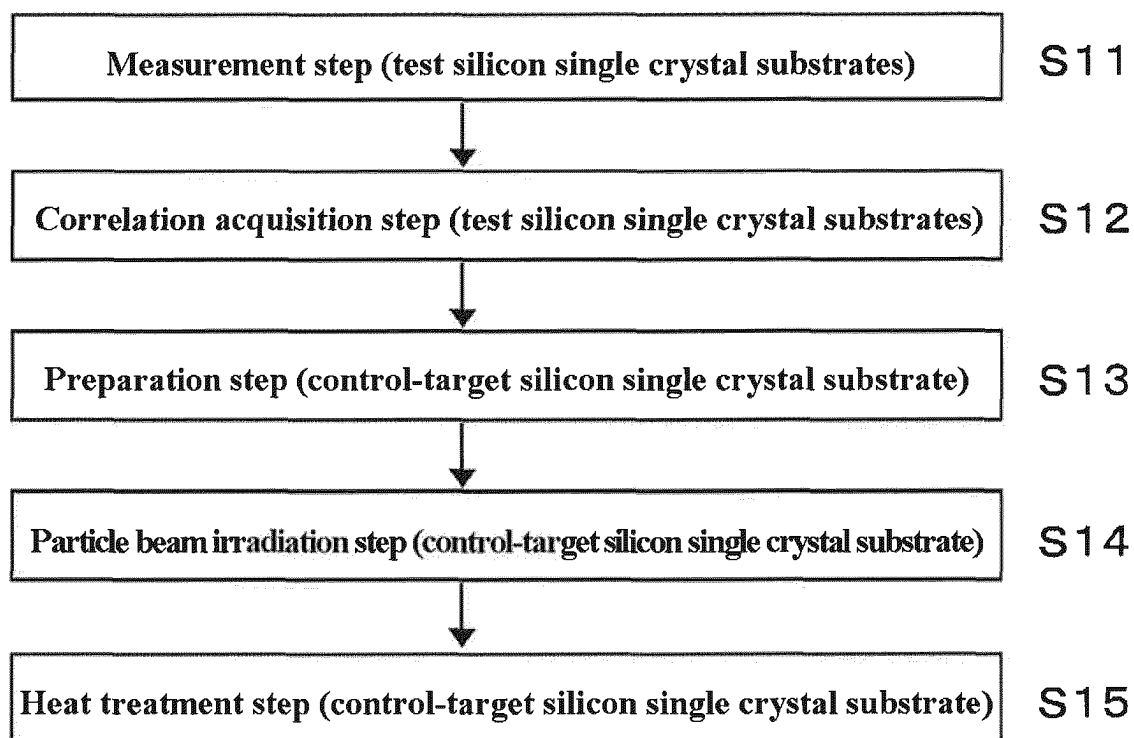 Measurement step (test silicon single crystal substrates) S11
Correlation acquisition step (test silicon single crystal substrates) S12
Preparation step (control-target silicon single crystal substrate) S13
Particle beam irradiation step (control-target silicon single crystal substrate) S14
Heat treatment step (control-target silicon single crystal substrate) S15